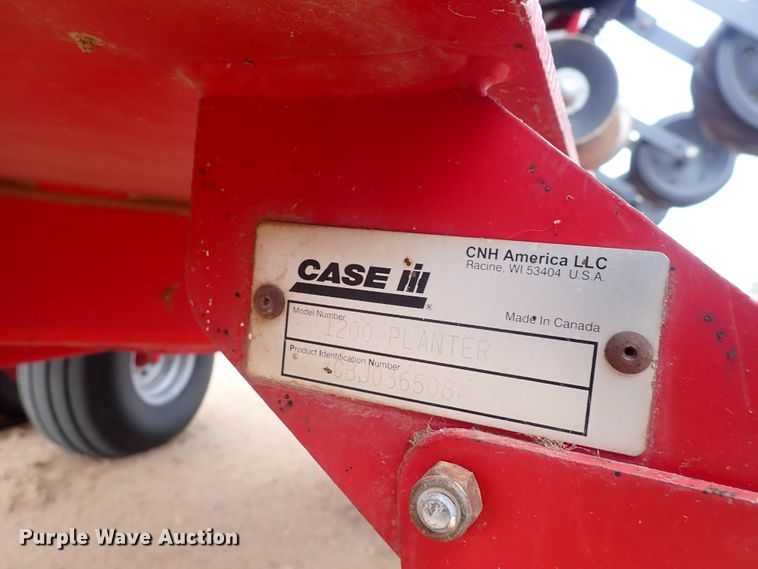 CASE IH
CNH America LLC
Racine, WI 53404 U.S.A.
Made In Canada
Model Number
1200 PLANTER
Product Identification Number
*CBJ036508#
Purple Wave Auction